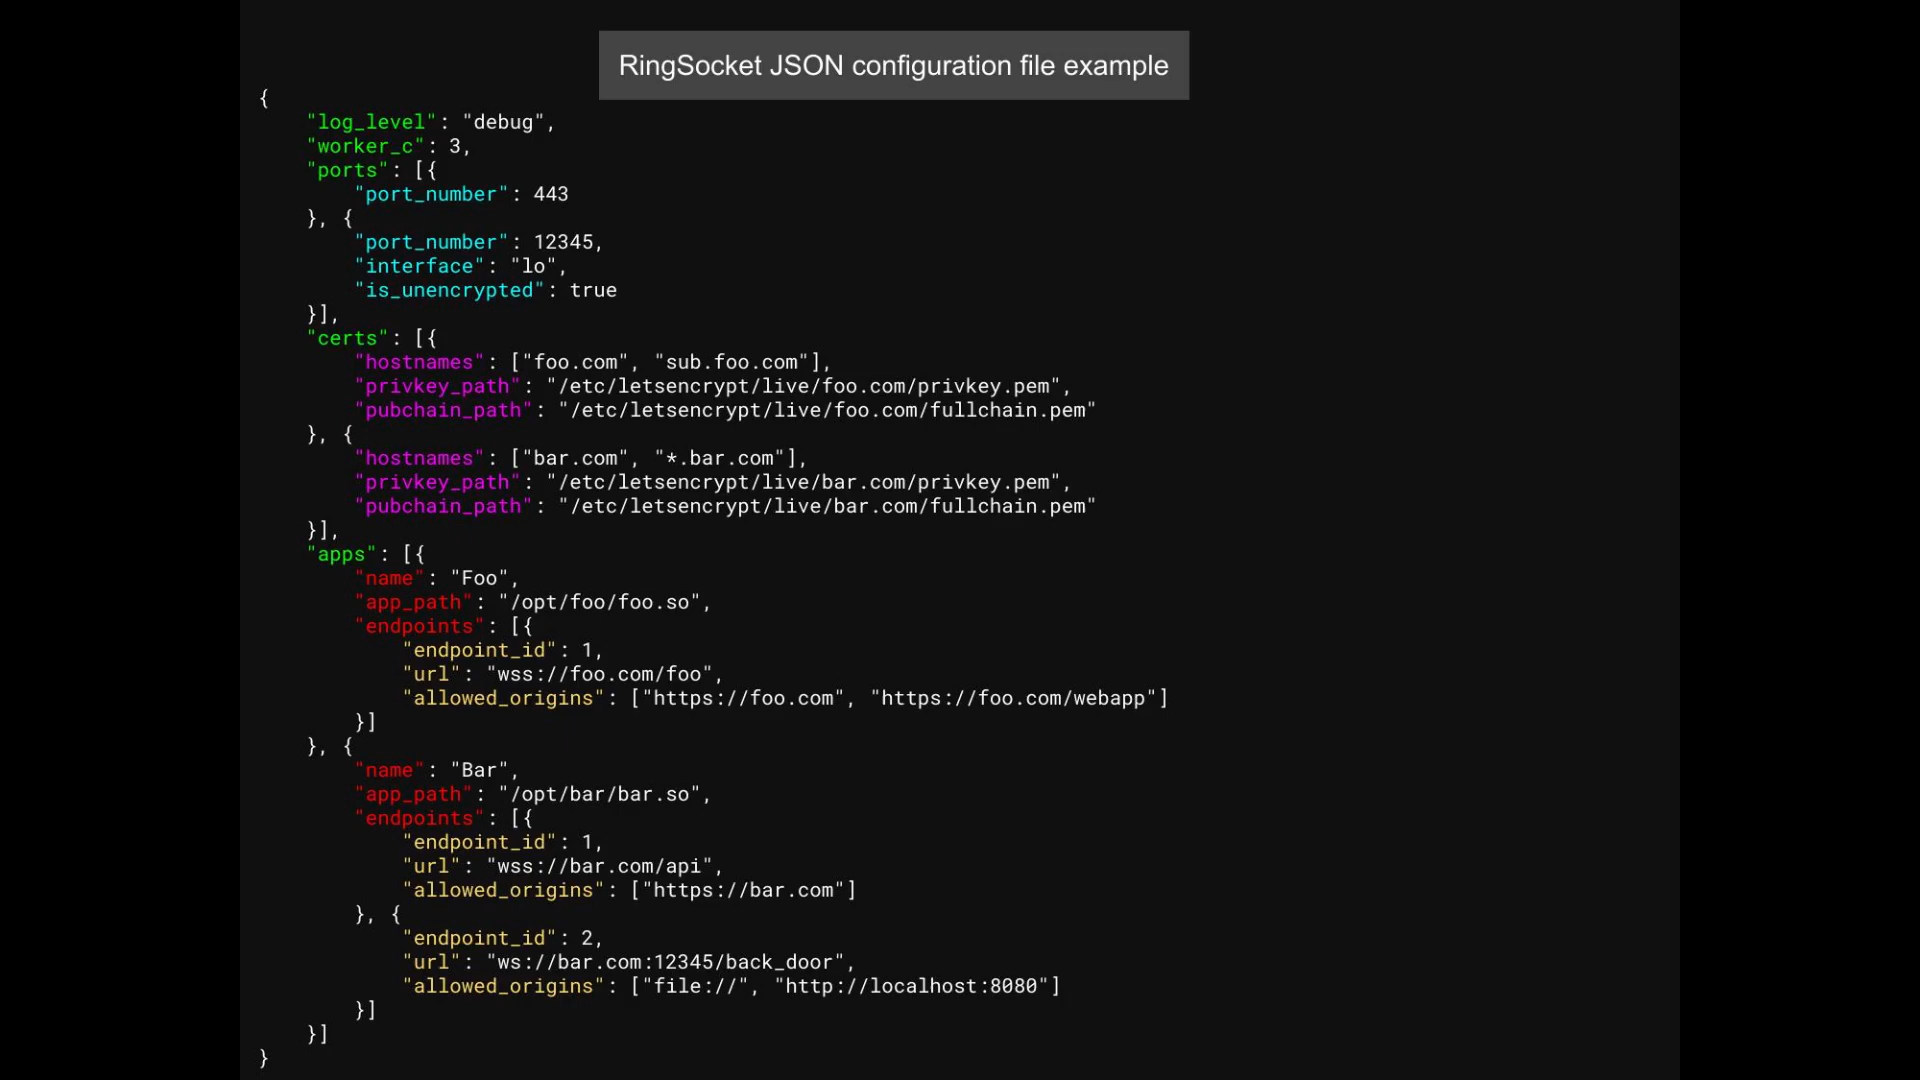 RingSocket JSON configuration file example
{
    "log_level": "debug",
    "worker_c": 3,
    "ports": [{
        "port_number": 443
    }, {
        "port_number": 12345,
        "interface": "lo",
        "is_unencrypted": true
    }],
    "certs": [{
        "hostnames": ["foo.com", "sub.foo.com"],
        "privkey_path": "/etc/letsencrypt/live/foo.com/privkey.pem",
        "pubchain_path": "/etc/letsencrypt/live/foo.com/fullchain.pem"
    }, {
        "hostnames": ["bar.com", "*.bar.com"],
        "privkey_path": "/etc/letsencrypt/live/bar.com/privkey.pem",
        "pubchain_path": "/etc/letsencrypt/live/bar.com/fullchain.pem"
    }],
    "apps": [{
        "name": "Foo",
        "app_path": "/opt/foo/foo.so",
        "endpoints": [{
            "endpoint_id": 1,
            "url": "wss://foo.com/foo",
            "allowed_origins": ["https://foo.com", "https://foo.com/webapp"]
        }]
    }, {
        "name": "Bar",
        "app_path": "/opt/bar/bar.so",
        "endpoints": [{
            "endpoint_id": 1,
            "url": "wss://bar.com/api",
            "allowed_origins": ["https://bar.com"]
        }, {
            "endpoint_id": 2,
            "url": "ws://bar.com:12345/back_door",
            "allowed_origins": ["file://", "http://localhost:8080"]
        }]
    }]
}